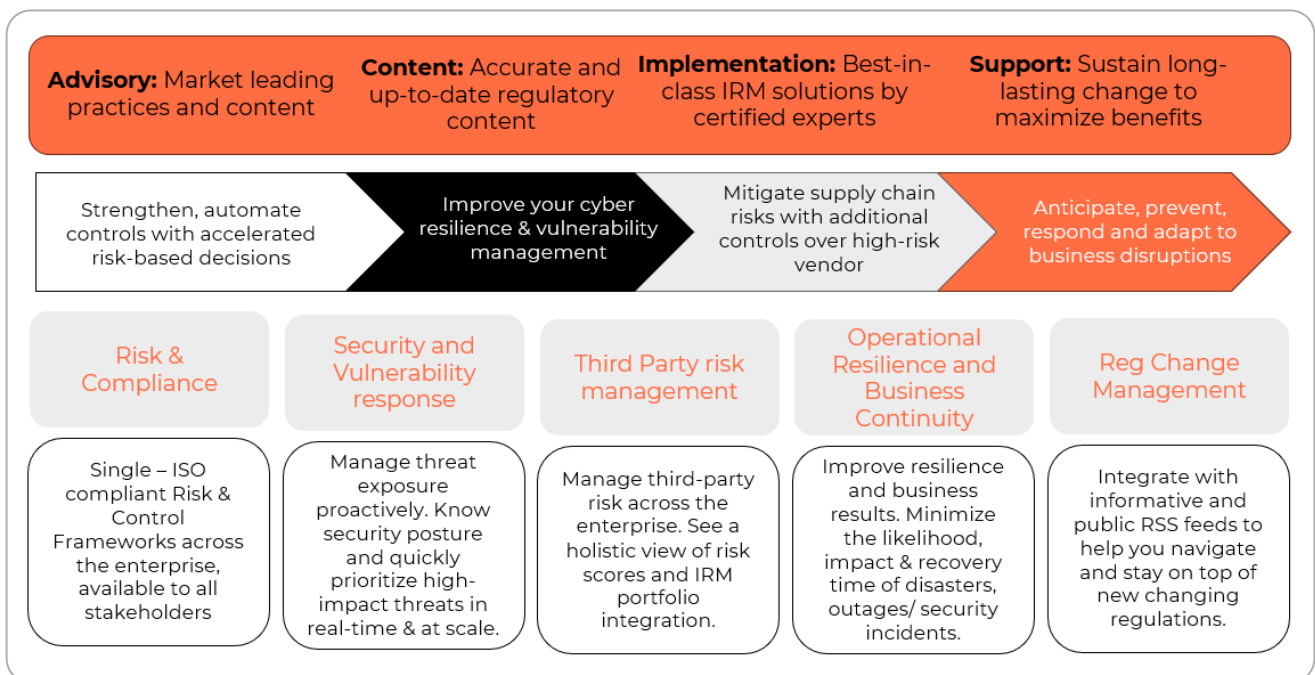 Advisory: Market leading
practices and content
Content: Accurate and
up-to-date regulatory
content
Implementation: Best-in-
class IRM solutions by
certified experts
Support: Sustain long-
lasting change to
maximize benefits
Strengthen, automate
controls with accelerated
risk-based decisions
Improve your cyber
resilience & vulnerability
management
Mitigate supply chain
risks with additional
controls over high-risk
vendor
Anticipate, prevent,
respond and adapt to
business disruptions
Risk &
Compliance
Security and
Vulnerability
response
Third Party risk
management
Operational
Resilience and
Business
Continuity
Reg Change
Management
Single – ISO
compliant Risk &
Control
Frameworks across
the enterprise,
available to all
stakeholders
Manage threat
exposure
proactively. Know
security posture
and quickly
prioritize high-
impact threats in
real-time & at scale.
Manage third-party
risk across the
enterprise. See a
holistic view of risk
scores and IRM
portfolio
integration.
Improve resilience
and business
results. Minimize
the likelihood,
impact & recovery
time of disasters,
outages/ security
incidents.
Integrate with
informative and
public RSS feeds to
help you navigate
and stay on top of
new changing
regulations.